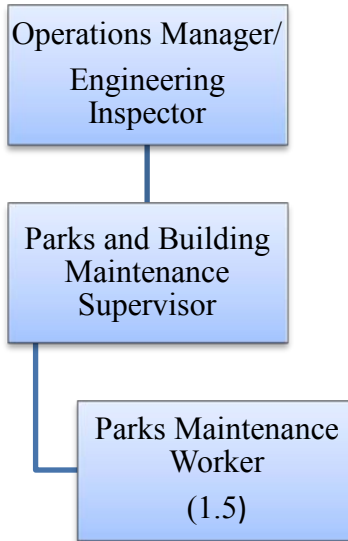 Operations Manager/
Engineering
Inspector
Parks and Building
Maintenance
Supervisor
Parks Maintenance
Worker
(1.5)